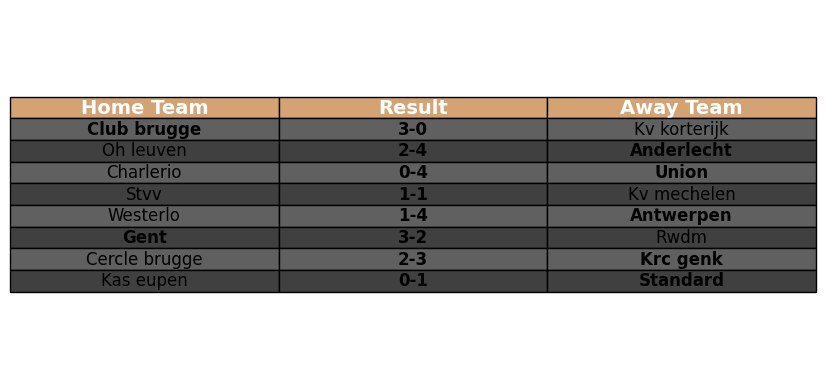 Home Team Result Away Team
Club brugge 3-0 Kv korterijk
Oh leuven 2-4 Anderlecht
Charlerio 0-4 Union
Stvv 1-1 Kv mechelen
Westerlo 1-4 Antwerpen
Gent 3-2 Rwdm
Cercle brugge 2-3 Krc genk
Kas eupen 0-1 Standard